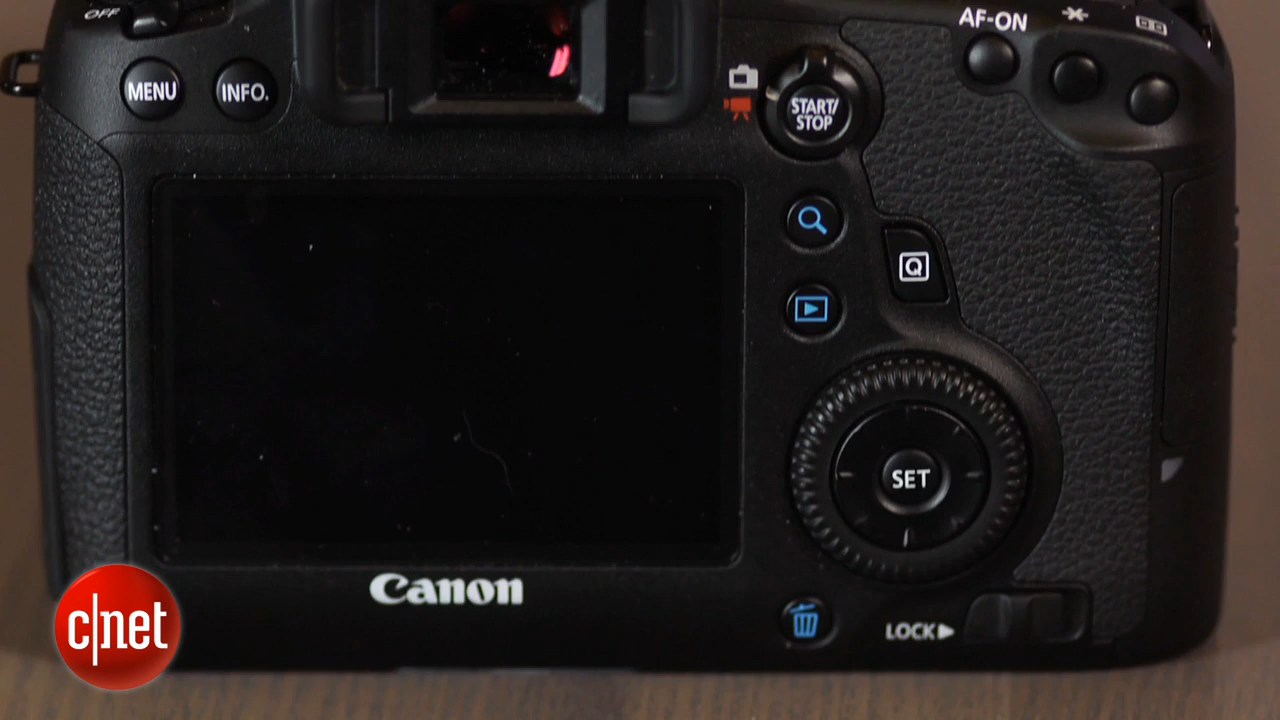 OFF
AF-ON
MENU
INFO.
START/
STOP
Q
SET
Canon
LOCK
c|net